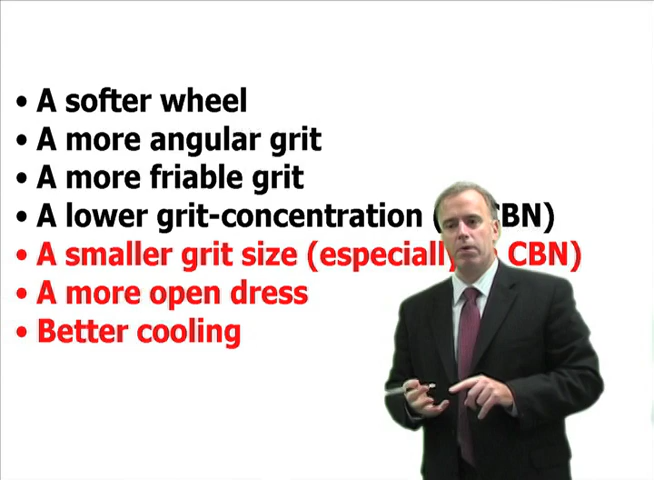 • A softer wheel
• A more angular grit
• A more friable grit
• A lower grit-concentration ( CBN)
• A smaller grit size (especially CBN)
• A more open dress
• Better cooling